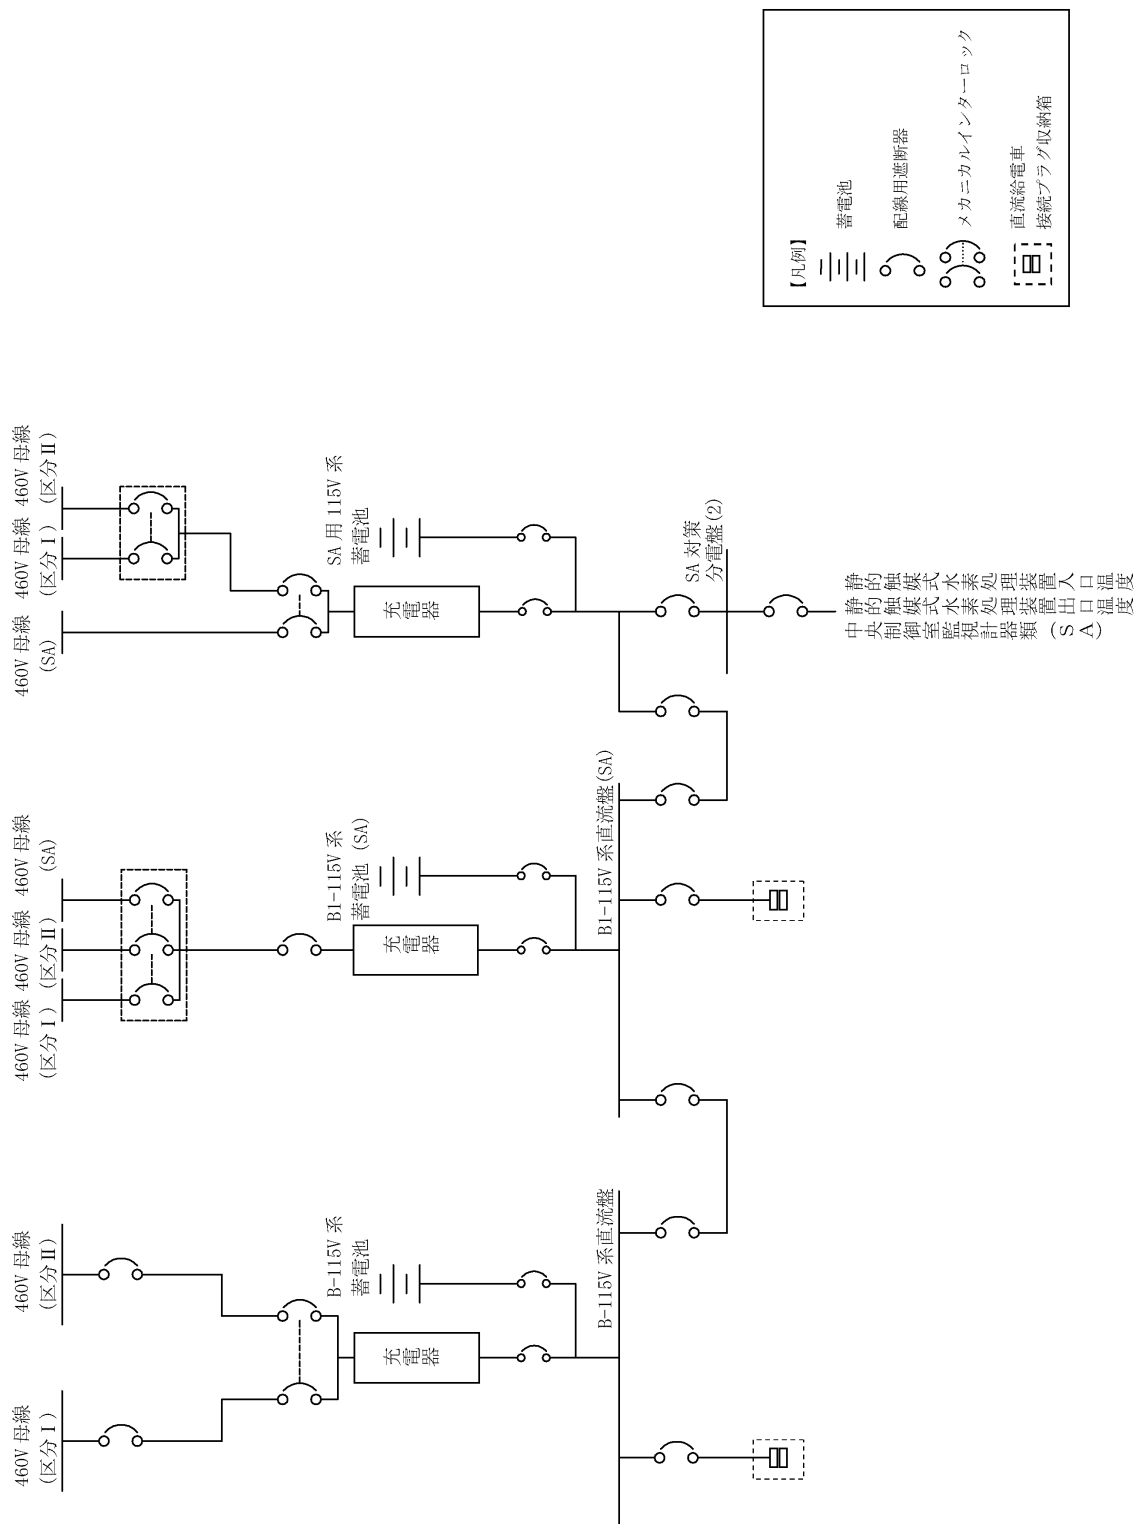 460V 母線
(区分Ⅰ)
460V 母線
(区分Ⅱ)
B-115V 系
蓄電池
充電器
B-115V 系直流盤
460V 母線
(区分Ⅰ)
460V 母線
(区分Ⅱ)
460V 母線
(SA)
B1-115V 系
蓄電池 (SA)
充電器
B1-115V 系直流盤(SA)
460V 母線
(SA)
460V 母線
(区分Ⅰ)
460V 母線
(区分Ⅱ)
SA 用 115V 系
蓄電池
充電器
SA 対策
分電盤(2)
静的触媒式水素処理装置入口温度
静的触媒式水素処理装置出口温度
中央制御室監視計器類(SA)
【凡例】
蓄電池
配線用遮断器
メカニカルインターロック
直流給電車
接続プラグ収納箱